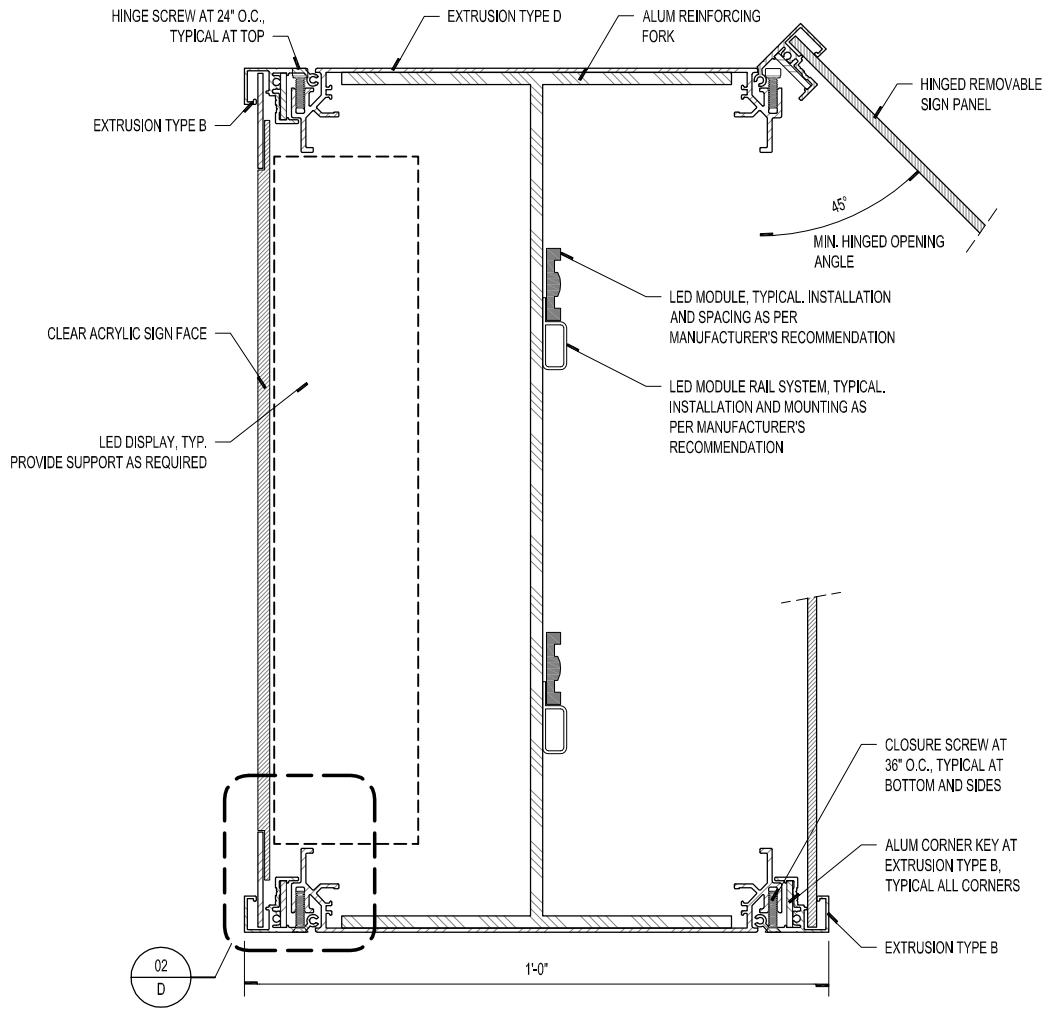 HINGE SCREW AT 24" O.C.,
TYPICAL AT TOP
EXTRUSION TYPE D
ALUM REINFORCING
FORK
HINGED REMOVABLE
SIGN PANEL
EXTRUSION TYPE B
45°
MIN. HINGED OPENING
ANGLE
LED MODULE, TYPICAL. INSTALLATION
AND SPACING AS PER
MANUFACTURER'S RECOMMENDATION
CLEAR ACRYLIC SIGN FACE
LED MODULE RAIL SYSTEM, TYPICAL.
INSTALLATION AND MOUNTING AS
PER MANUFACTURER'S
RECOMMENDATION
LED DISPLAY, TYP.
PROVIDE SUPPORT AS REQUIRED
CLOSURE SCREW AT
36" O.C., TYPICAL AT
BOTTOM AND SIDES
ALUM CORNER KEY AT
EXTRUSION TYPE B,
TYPICAL ALL CORNERS
EXTRUSION TYPE B
02
D
1'-0"